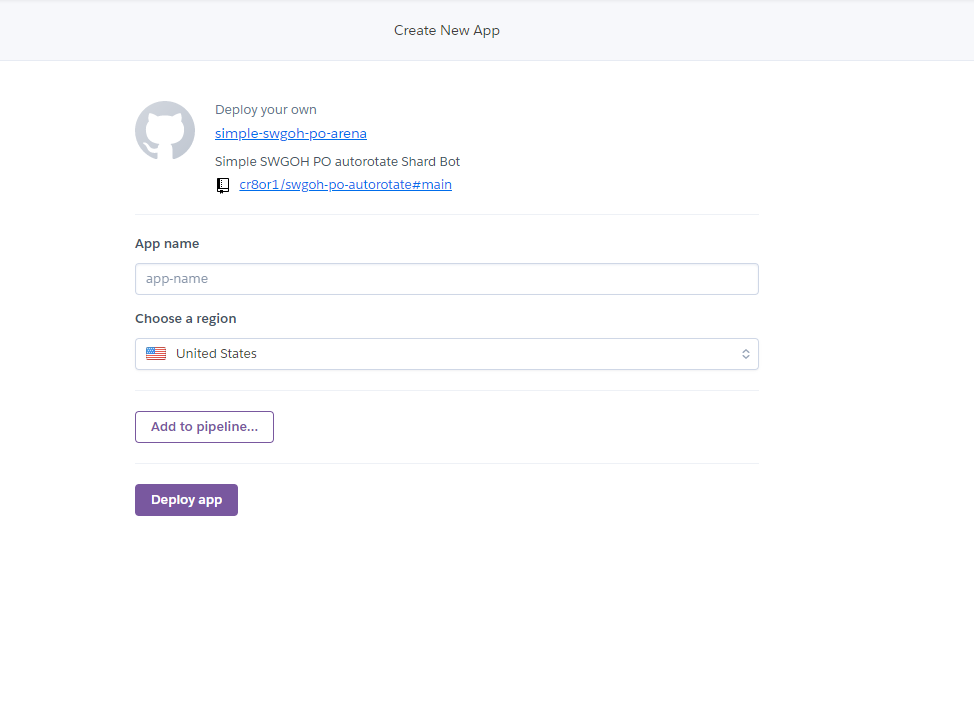 Create New App
Deploy your own
simple-swgoh-po-arena
Simple SWGOH PO autorotate Shard Bot
cr8or1/swgoh-po-autorotate#main
App name
app-name
Choose a region
United States
Add to pipeline...
Deploy app